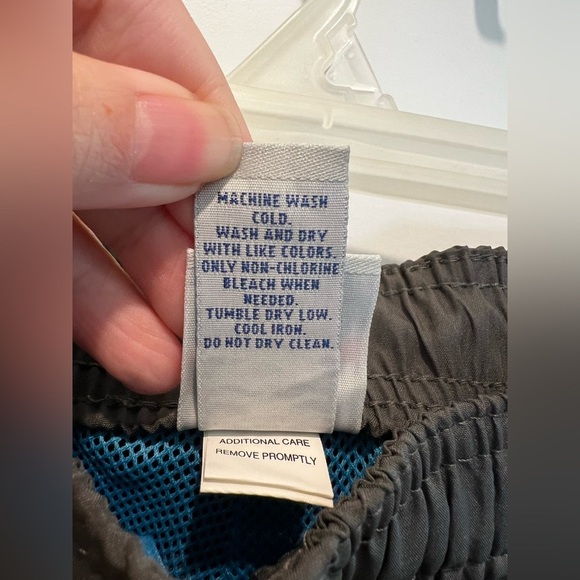 MACHINE WASH
COLD.
WASH AND DRY
WITH LIKE COLORS.
ONLY NON-CHLORINE
BLEACH WHEN
NEEDED.
TUMBLE DRY LOW.
COOL IRON.
DO NOT DRY CLEAN.
ADDITIONAL CARE
REMOVE PROMPTLY